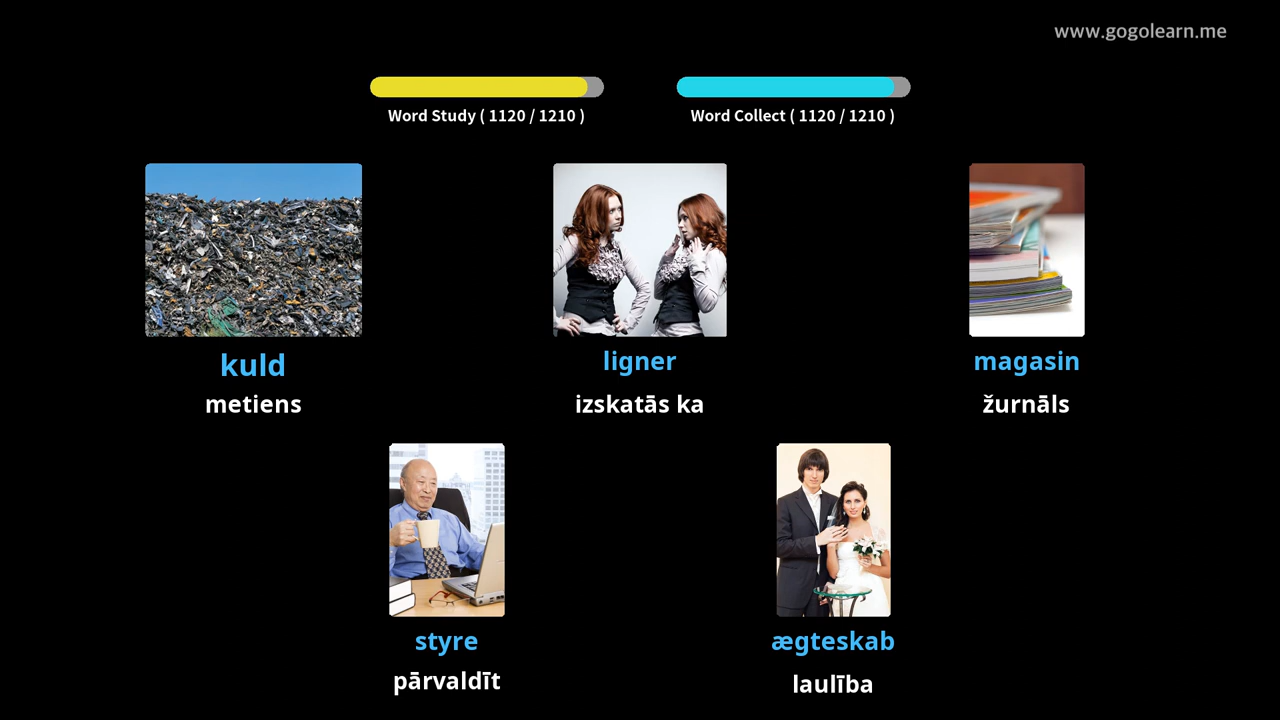 www.gogolearn.me
Word Study ( 1120 / 1210 )
Word Collect ( 1120 / 1210 )
kuld
metiens
ligner
izskatās ka
magasin
žurnāls
styre
pārvaldīt
ægteskab
laulība